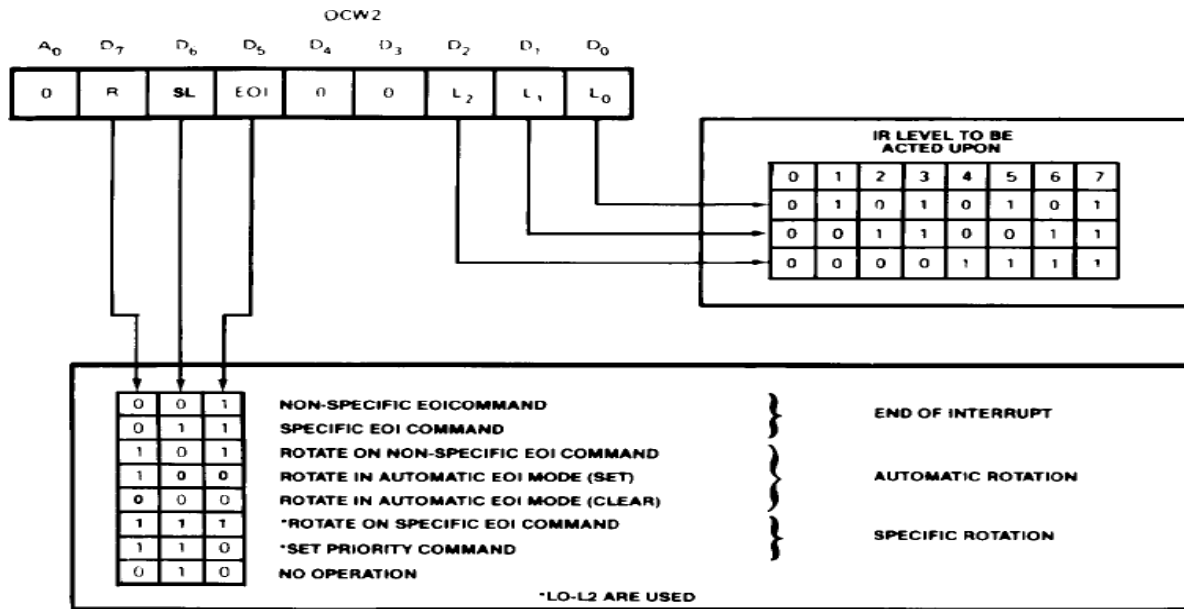 OCW2
A0 D7 D6 D5 D4 D3 D2 D1 D0
0 R SL EOI 0 0 L2 L1 L0
IR LEVEL TO BE
ACTED UPON
0 1 2 3 4 5 6 7
0 1 0 1 0 1 0 1
0 0 1 1 0 0 1 1
0 0 0 0 1 1 1 1
0 0 1 NON-SPECIFIC EOICOMMAND
0 1 1 SPECIFIC EOI COMMAND
END OF INTERRUPT
1 0 1 ROTATE ON NON-SPECIFIC EOI COMMAND
1 0 0 ROTATE IN AUTOMATIC EOI MODE (SET)
0 0 0 ROTATE IN AUTOMATIC EOI MODE (CLEAR)
AUTOMATIC ROTATION
1 1 1 *ROTATE ON SPECIFIC EOI COMMAND
1 1 0 *SET PRIORITY COMMAND
SPECIFIC ROTATION
0 1 0 NO OPERATION
*LO-L2 ARE USED